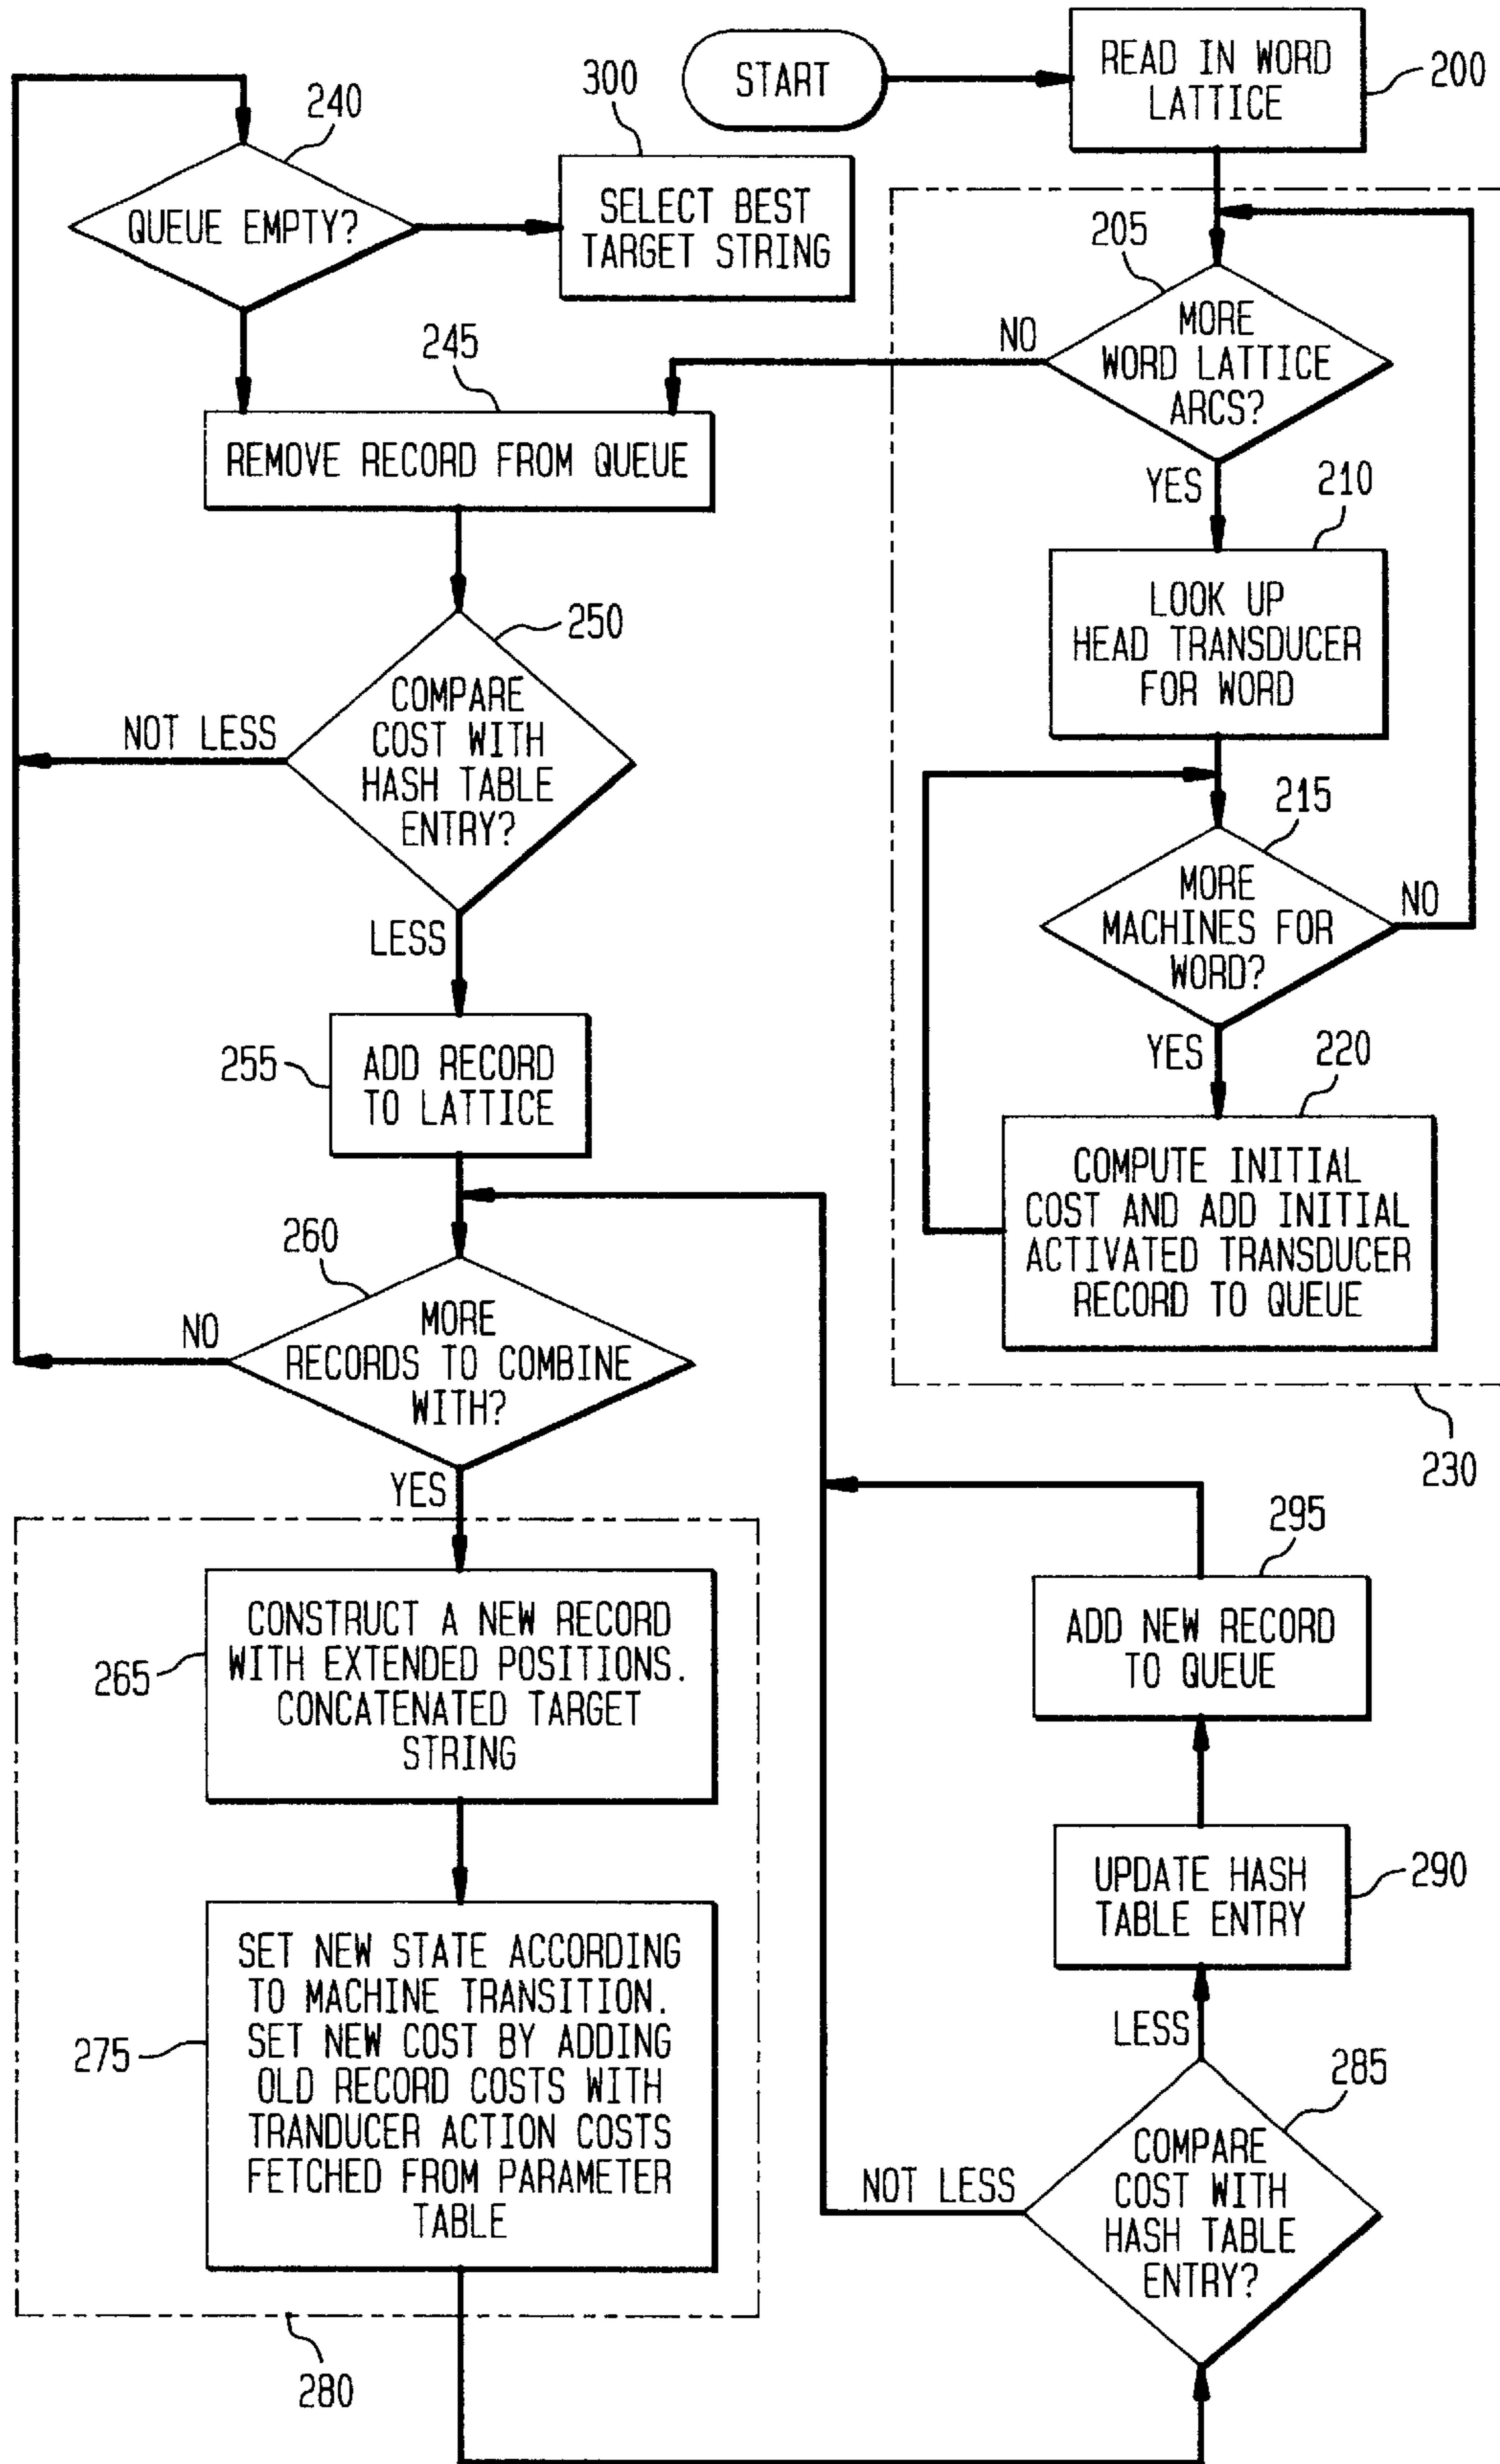 START
READ IN WORD
LATTICE
200
240
QUEUE EMPTY?
300
SELECT BEST
TARGET STRING
205
MORE
WORD LATTICE
ARCS?
NO
YES
245
REMOVE RECORD FROM QUEUE
210
LOOK UP
HEAD TRANSDUCER
FOR WORD
250
COMPARE
COST WITH
HASH TABLE
ENTRY?
NOT LESS
LESS
215
MORE
MACHINES FOR
WORD?
NO
YES
255
ADD RECORD
TO LATTICE
220
COMPUTE INITIAL
COST AND ADD INITIAL
ACTIVATED TRANSDUCER
RECORD TO QUEUE
230
260
MORE
RECORDS TO COMBINE
WITH?
NO
YES
265
CONSTRUCT A NEW RECORD
WITH EXTENDED POSITIONS.
CONCATENATED TARGET
STRING
295
ADD NEW RECORD
TO QUEUE
290
UPDATE HASH
TABLE ENTRY
275
SET NEW STATE ACCORDING
TO MACHINE TRANSITION.
SET NEW COST BY ADDING
OLD RECORD COSTS WITH
TRANDUCER ACTION COSTS
FETCHED FROM PARAMETER
TABLE
LESS
285
COMPARE
COST WITH
HASH TABLE
ENTRY?
NOT LESS
280